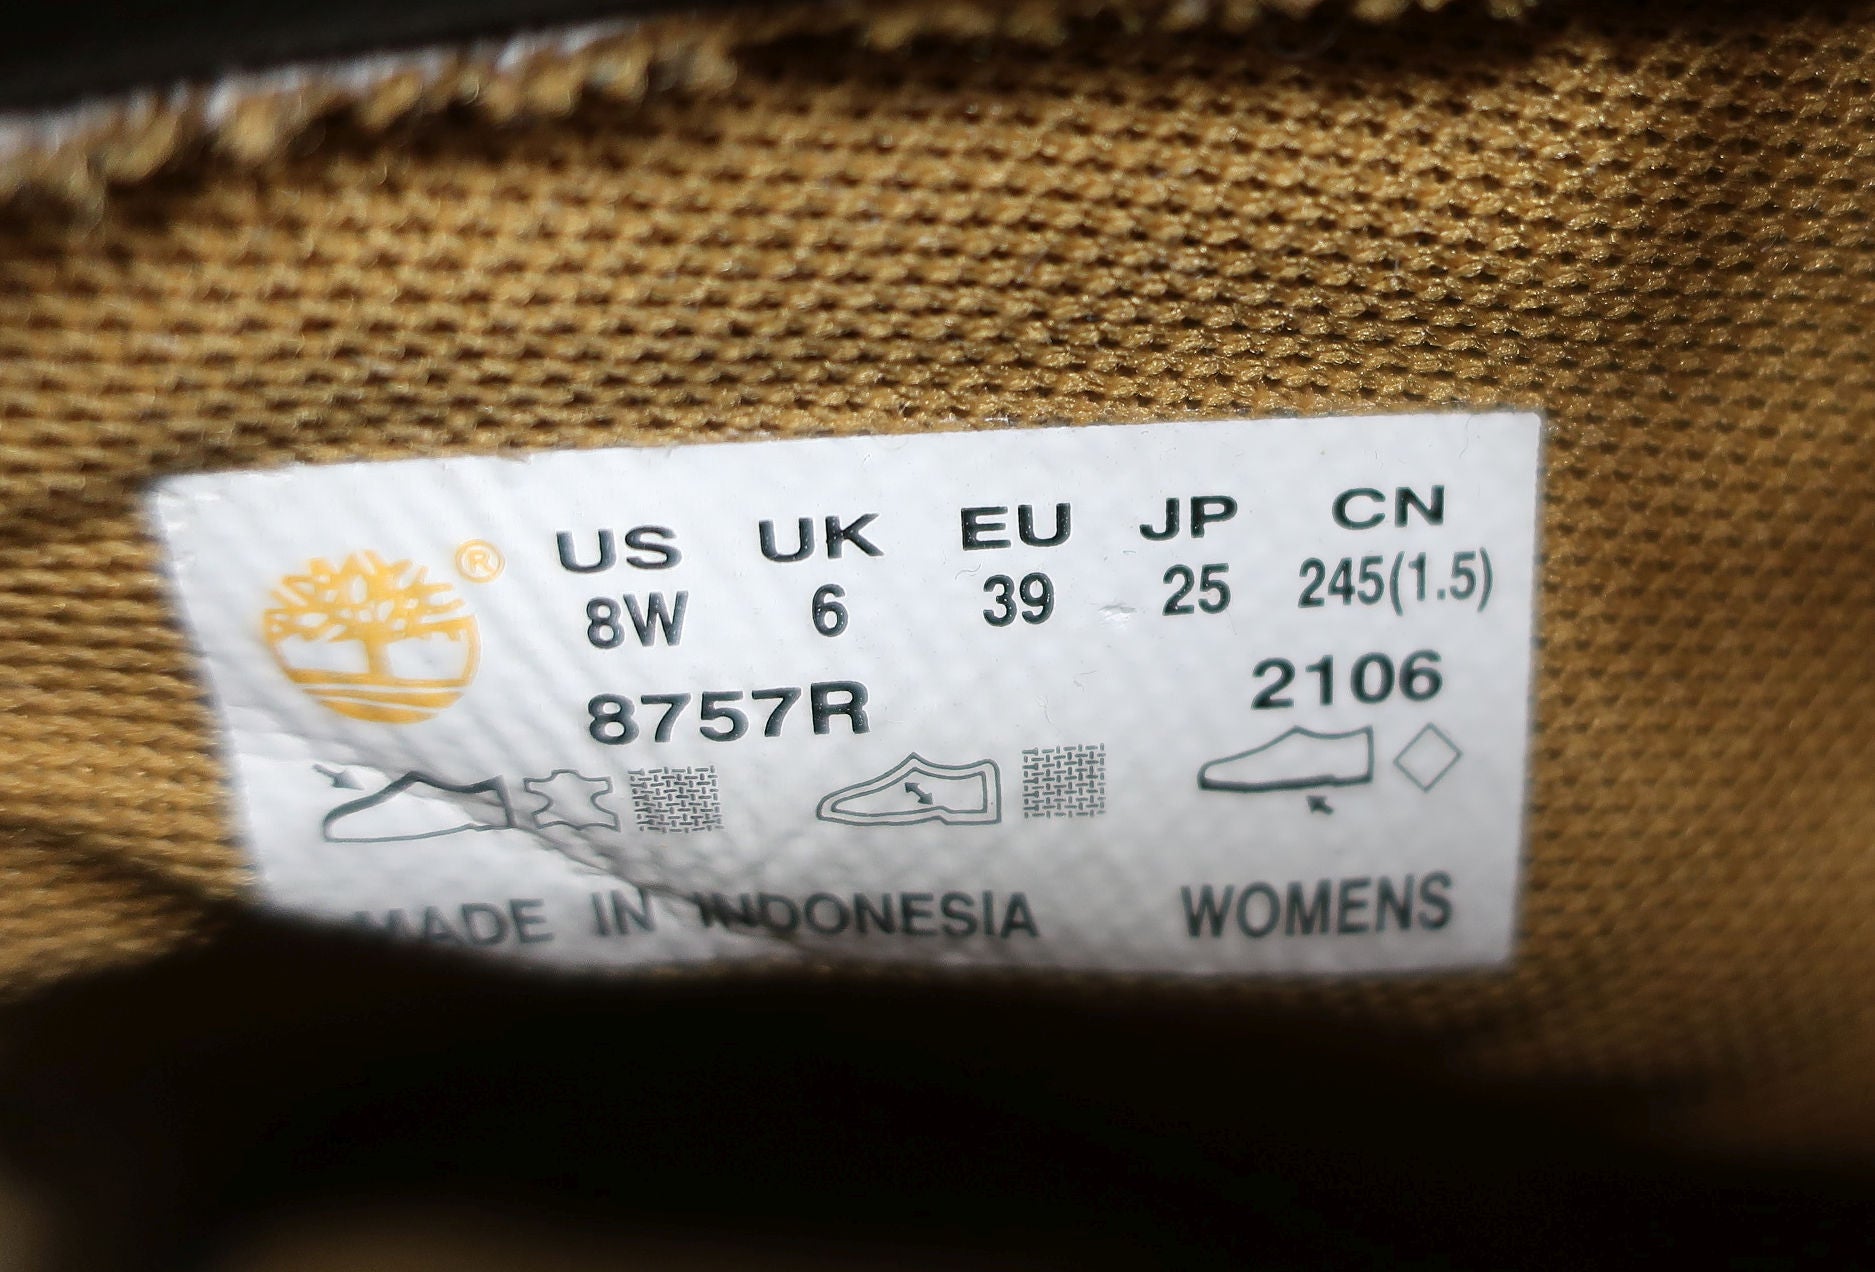 ® US UK EU JP CN
8W 6 39 25 245(1.5)
8757R 2106
MADE IN INDONESIA WOMENS